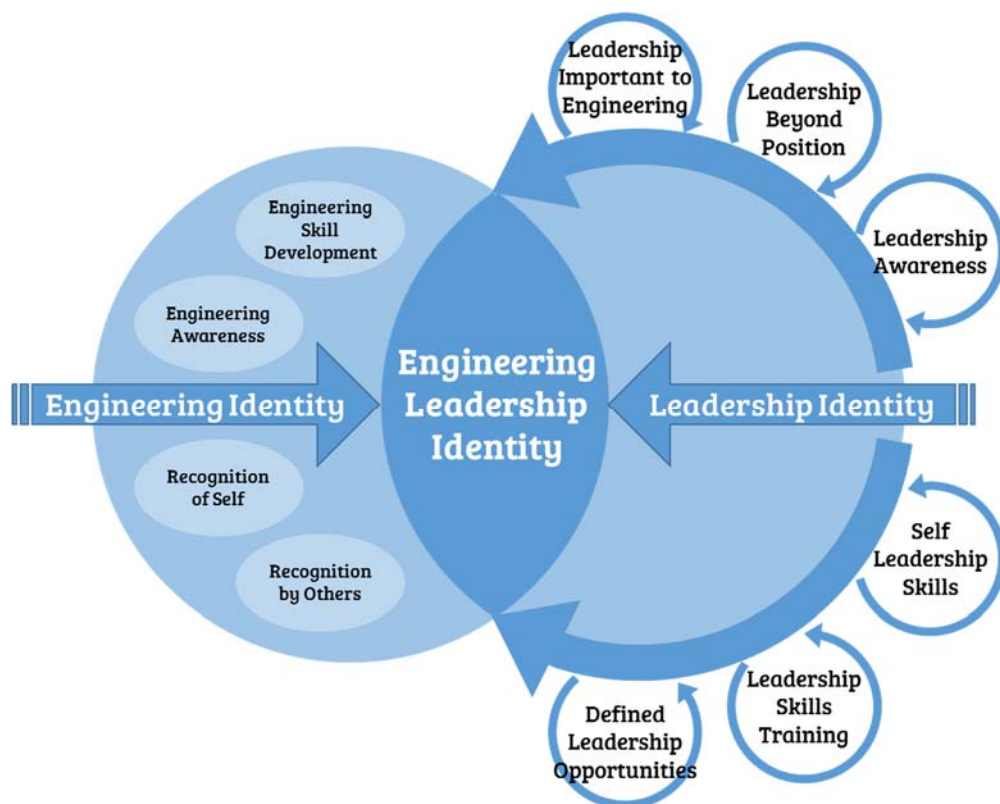 Leadership
Important to
Engineering
Leadership
Beyond
Position
Leadership
Awareness
Engineering
Skill
Development
Engineering
Awareness
Engineering Identity
Engineering
Leadership
Identity
Leadership Identity
Recognition
of Self
Recognition
by Others
Self
Leadership
Skills
Leadership
Skills
Training
Defined
Leadership
Opportunities